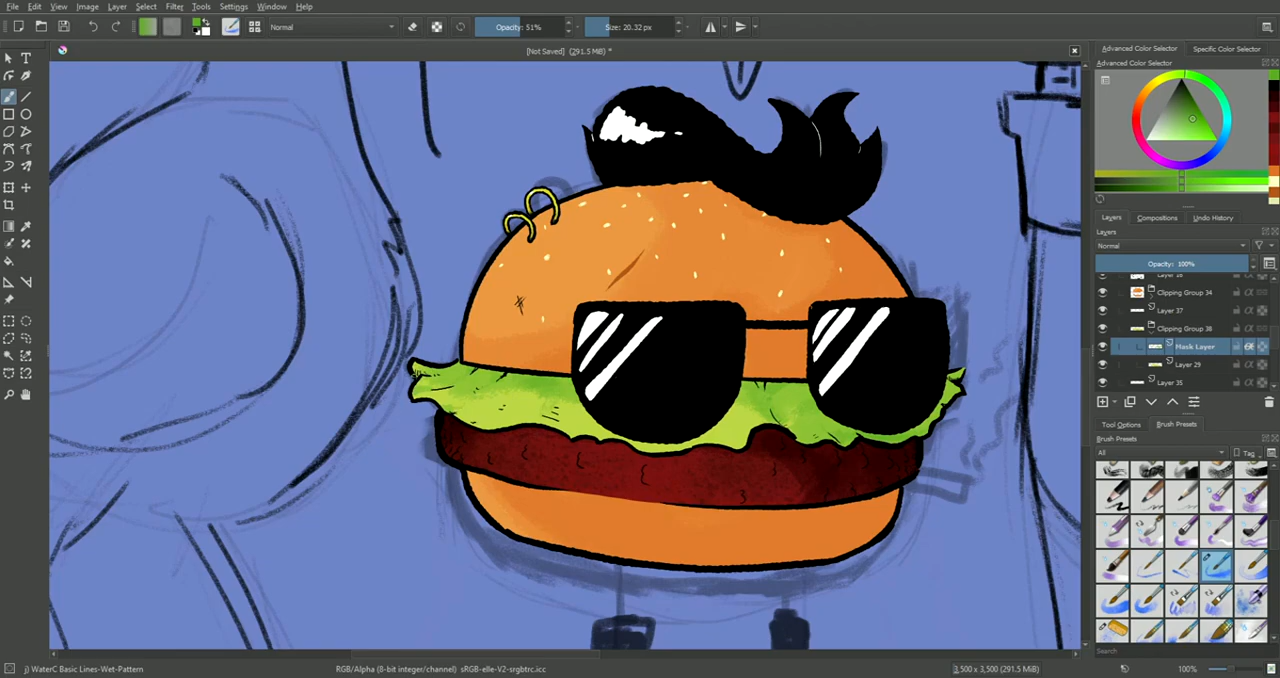 File Edit View Image Layer Select Filter Tools Settings Window Help
Normal Opacity: 51% Size: 20.32 px
[Not Saved] (291.5 MiB) *
Advanced Color Selector Specific Color Selector
Advanced Color Selector
Layers Compositions Undo History
Layers
Normal
Opacity: 100%
Clipping Group 34
Layer 37
Clipping Group 38
Mask Layer
Layer 29
Layer 35
Tool Options Brush Presets
Brush Presets
All Tag
Search
j) WaterC Basic Lines-Wet-Pattern RGB/Alpha (8-bit integer/channel) sRGB-elle-V2-srgbtrc.icc 3,500 x 3,500 (291.5 MiB) 100%